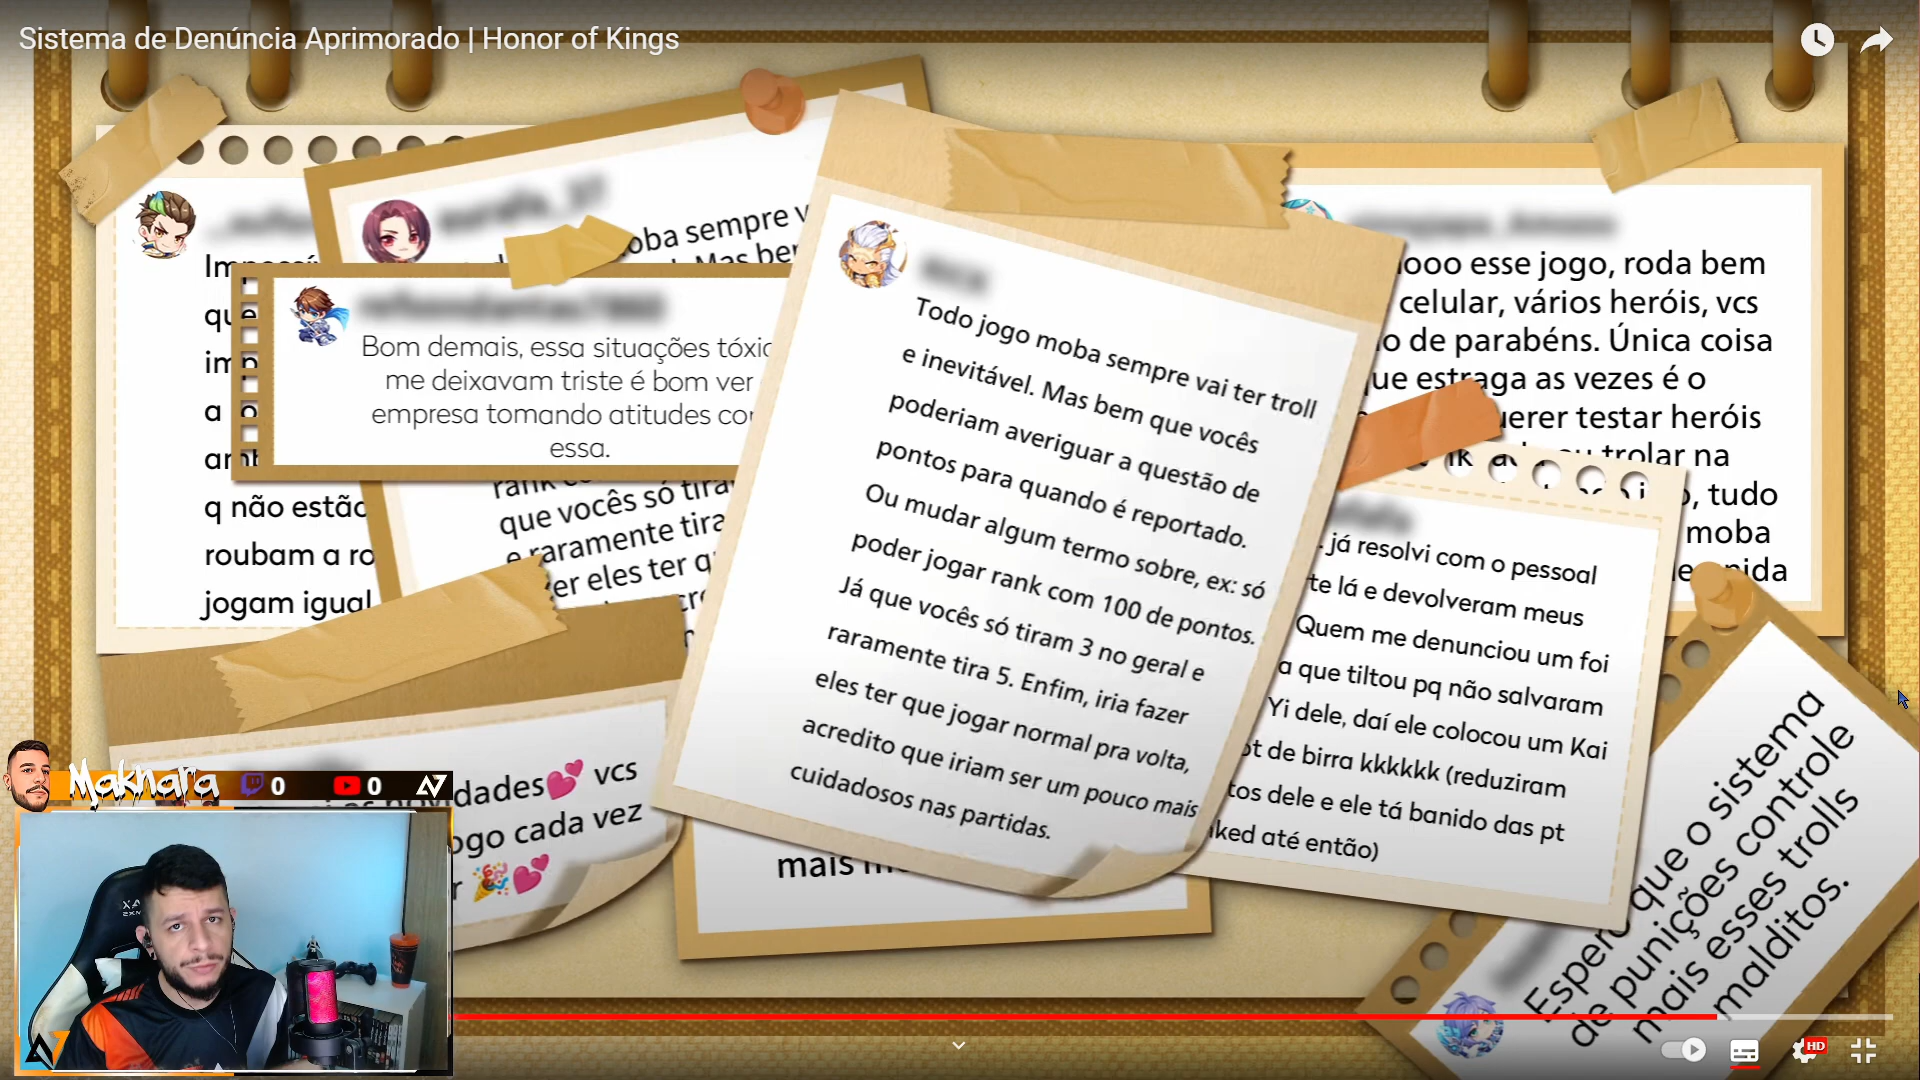 Sistema de Denúncia Aprimorado | Honor of Kings
q não estão
roubam a ro
jogam igual
oba sempre v
Mas ber
que vocês só tira
e raramente tira
er eles ter q
Bom demais, essa situações tóxic
me deixavam triste é bom ver
empresa tomando atitudes co
essa.
Todo jogo moba sempre vai ter troll
e inevitável. Mas bem que vocês
poderiam averiguar a questão de
pontos para quando é reportado.
Ou mudar algum termo sobre, ex: só
poder jogar rank com 100 de pontos.
Já que vocês só tiram 3 no geral e
raramente tira 5. Enfim, iria fazer
eles ter que jogar normal pra volta,
acredito que iriam ser um pouco mais
cuidadosos nas partidas.
ooo esse jogo, roda bem
celular, vários heróis, vcs
o de parabéns. Única coisa
ue estraga as vezes é o
uerer testar heróis
ou trolar na
o, tudo
moba
já resolvi com o pessoal
te lá e devolveram meus
Quem me denunciou um foi
a que tiltou pq não salvaram
Yi dele, daí ele colocou um Kai
ot de birra kkkkkk (reduziram
tos dele e ele tá banido das pt
ked até então)
dades💕 vcs
ogo cada vez
r 🎉💕
mais
Espero que o sistema
de punições controle
mais esses trolls
malditos.
Makhara 0 0
HD